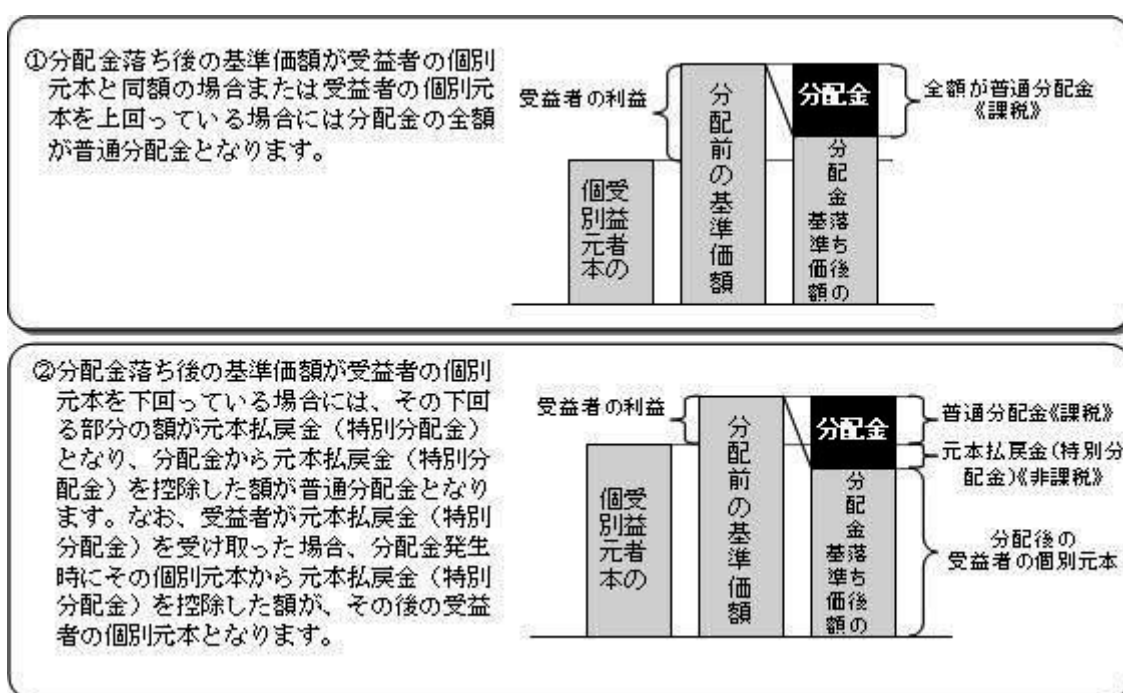 ①分配金落ち後の基準価額が受益者の個別
元本と同額の場合または受益者の個別元
本を上回っている場合には分配金の全額
が普通分配金となります。
受益者の利益
受益者の
個別元本
分配前の基準価額
分配金
分配金落ち後の
基準価額
全額が普通分配金
《課税》
②分配金落ち後の基準価額が受益者の個別
元本を下回っている場合には、その下回
る部分の額が元本払戻金（特別分配金）
となり、分配金から元本払戻金（特別分
配金）を控除した額が普通分配金となり
ます。なお、受益者が元本払戻金（特別
分配金）を受け取った場合、分配金発生
時にその個別元本から元本払戻金（特別
分配金）を控除した額が、その後の受益
者の個別元本となります。
受益者の利益
受益者の
個別元本
分配前の基準価額
分配金
分配金落ち後の
基準価額
普通分配金《課税》
元本払戻金(特別分
配金)《非課税》
分配後の
受益者の個別元本